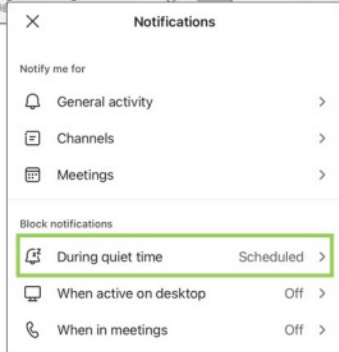 Notifications
Notify me for
General activity
Channels
Meetings
Block notifications
During quiet time Scheduled
When active on desktop Off
When in meetings Off